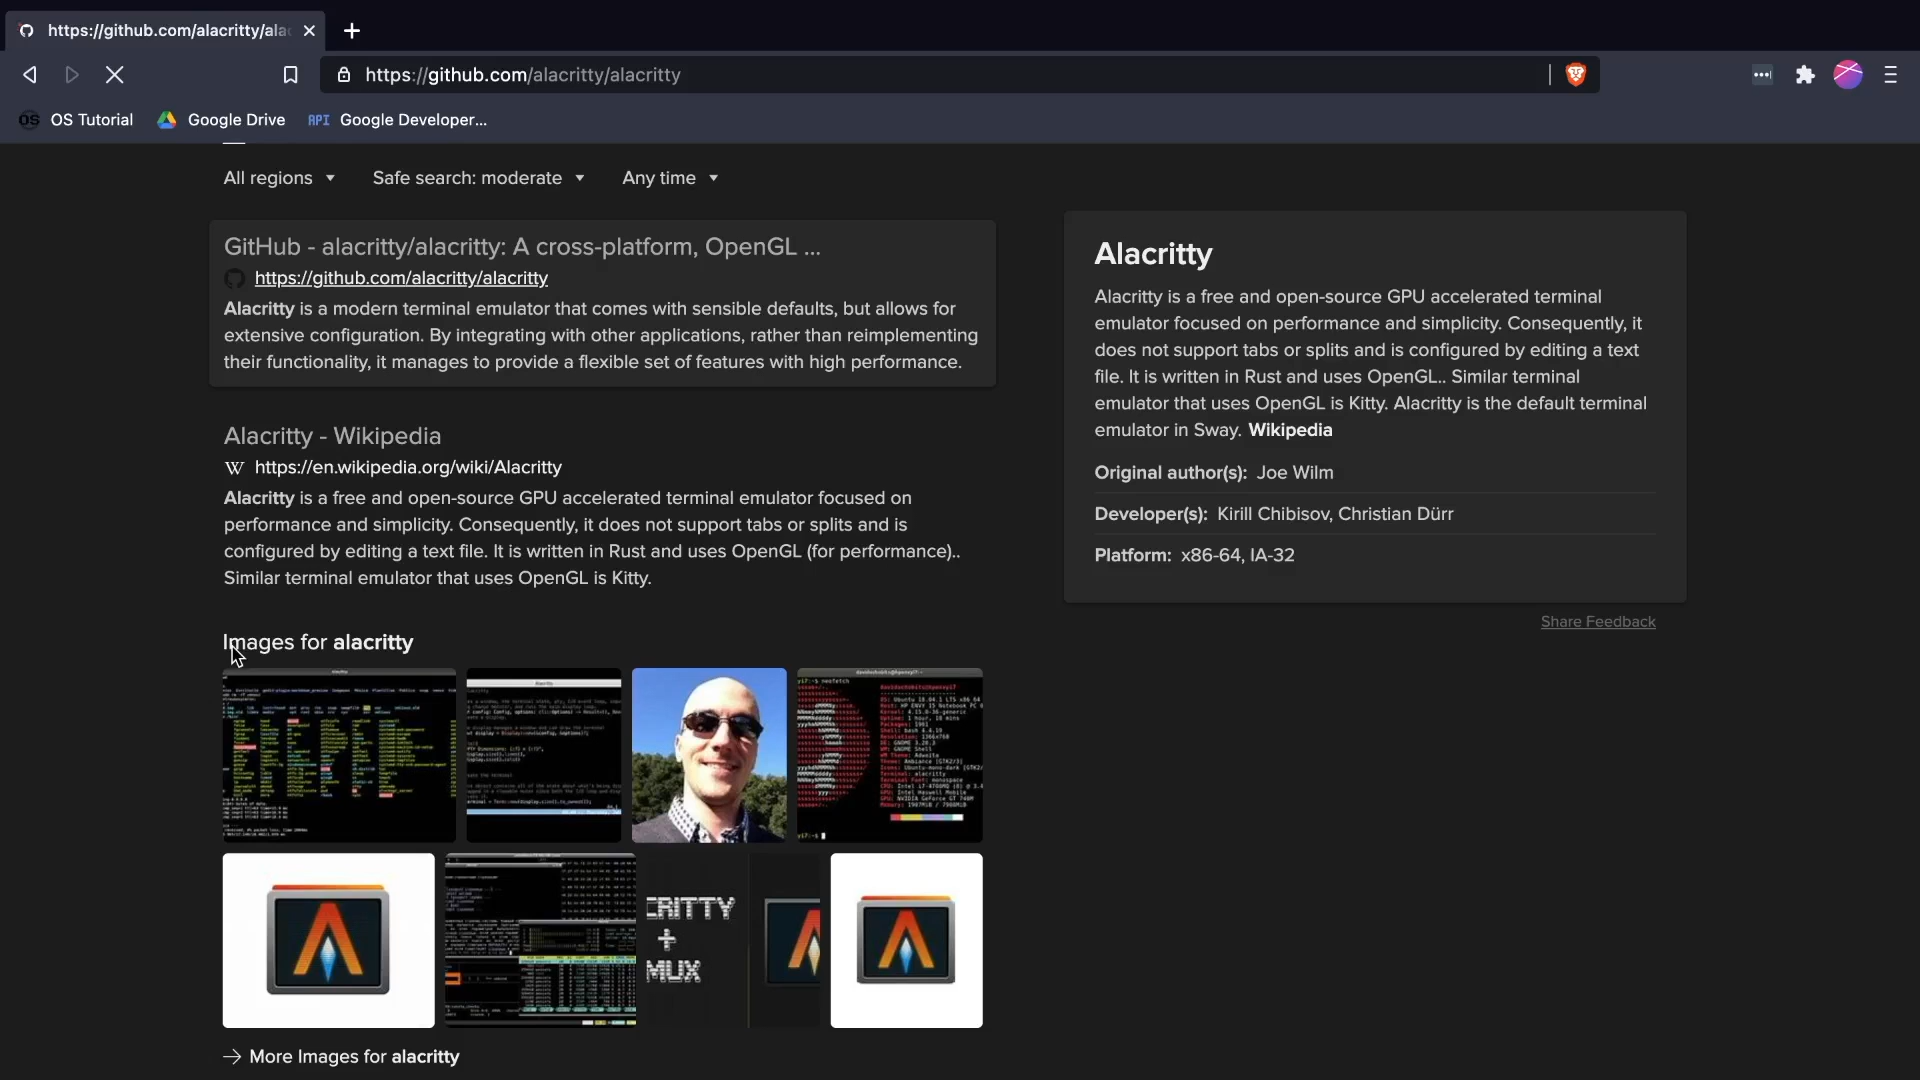 https://github.com/alacritty/ala
https://github.com/alacritty/alacritty
OS OS Tutorial
Google Drive
API Google Developer...
All regions
Safe search: moderate
Any time
GitHub - alacritty/alacritty: A cross-platform, OpenGL ...
https://github.com/alacritty/alacritty
Alacritty is a modern terminal emulator that comes with sensible defaults, but allows for
extensive configuration. By integrating with other applications, rather than reimplementing
their functionality, it manages to provide a flexible set of features with high performance.
Alacritty - Wikipedia
W https://en.wikipedia.org/wiki/Alacritty
Alacritty is a free and open-source GPU accelerated terminal emulator focused on
performance and simplicity. Consequently, it does not support tabs or splits and is
configured by editing a text file. It is written in Rust and uses OpenGL (for performance)..
Similar terminal emulator that uses OpenGL is Kitty.
Images for alacritty
CRITTY
+
MUX
More Images for alacritty
Alacritty
Alacritty is a free and open-source GPU accelerated terminal
emulator focused on performance and simplicity. Consequently, it
does not support tabs or splits and is configured by editing a text
file. It is written in Rust and uses OpenGL.. Similar terminal
emulator that uses OpenGL is Kitty. Alacritty is the default terminal
emulator in Sway. Wikipedia
Original author(s): Joe Wilm
Developer(s): Kirill Chibisov, Christian Dürr
Platform: x86-64, IA-32
Share Feedback